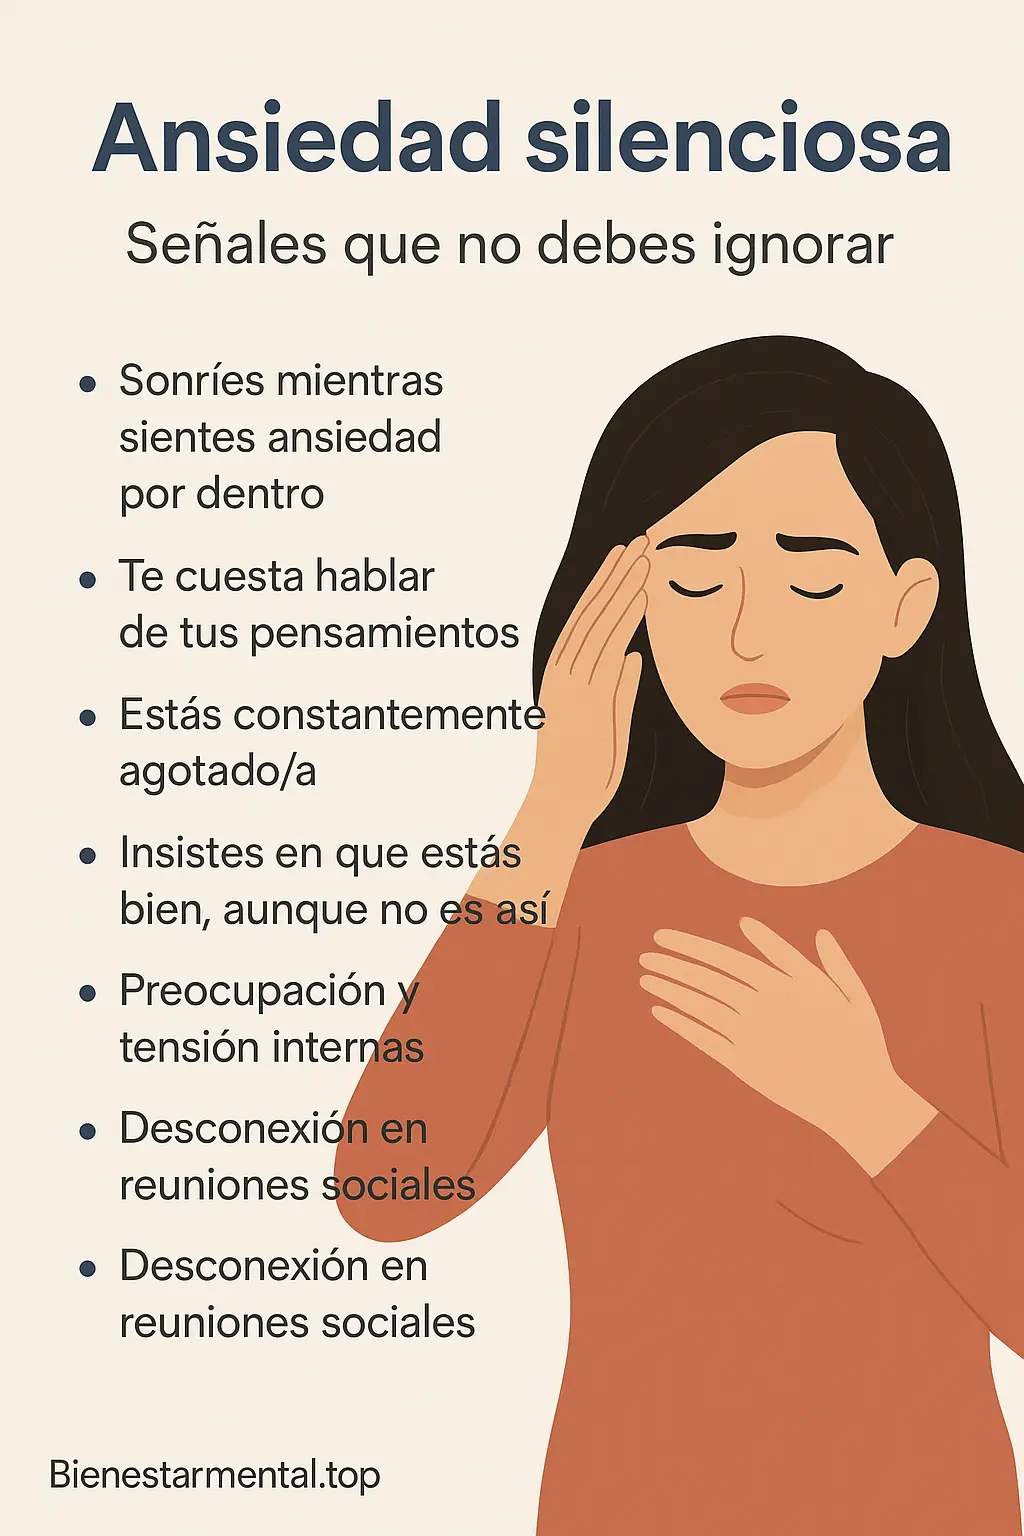 Ansiedad silenciosa
Señales que no debes ignorar
• Sonríes mientras
sientes ansiedad
por dentro
• Te cuesta hablar
de tus pensamientos
• Estás constantemente
agotado/a
• Insistes en que estás
bien, aunque no es así
• Preocupación y
tensión internas
• Desconexión en
reuniones sociales
• Desconexión en
reuniones sociales
Bienestarmental.top